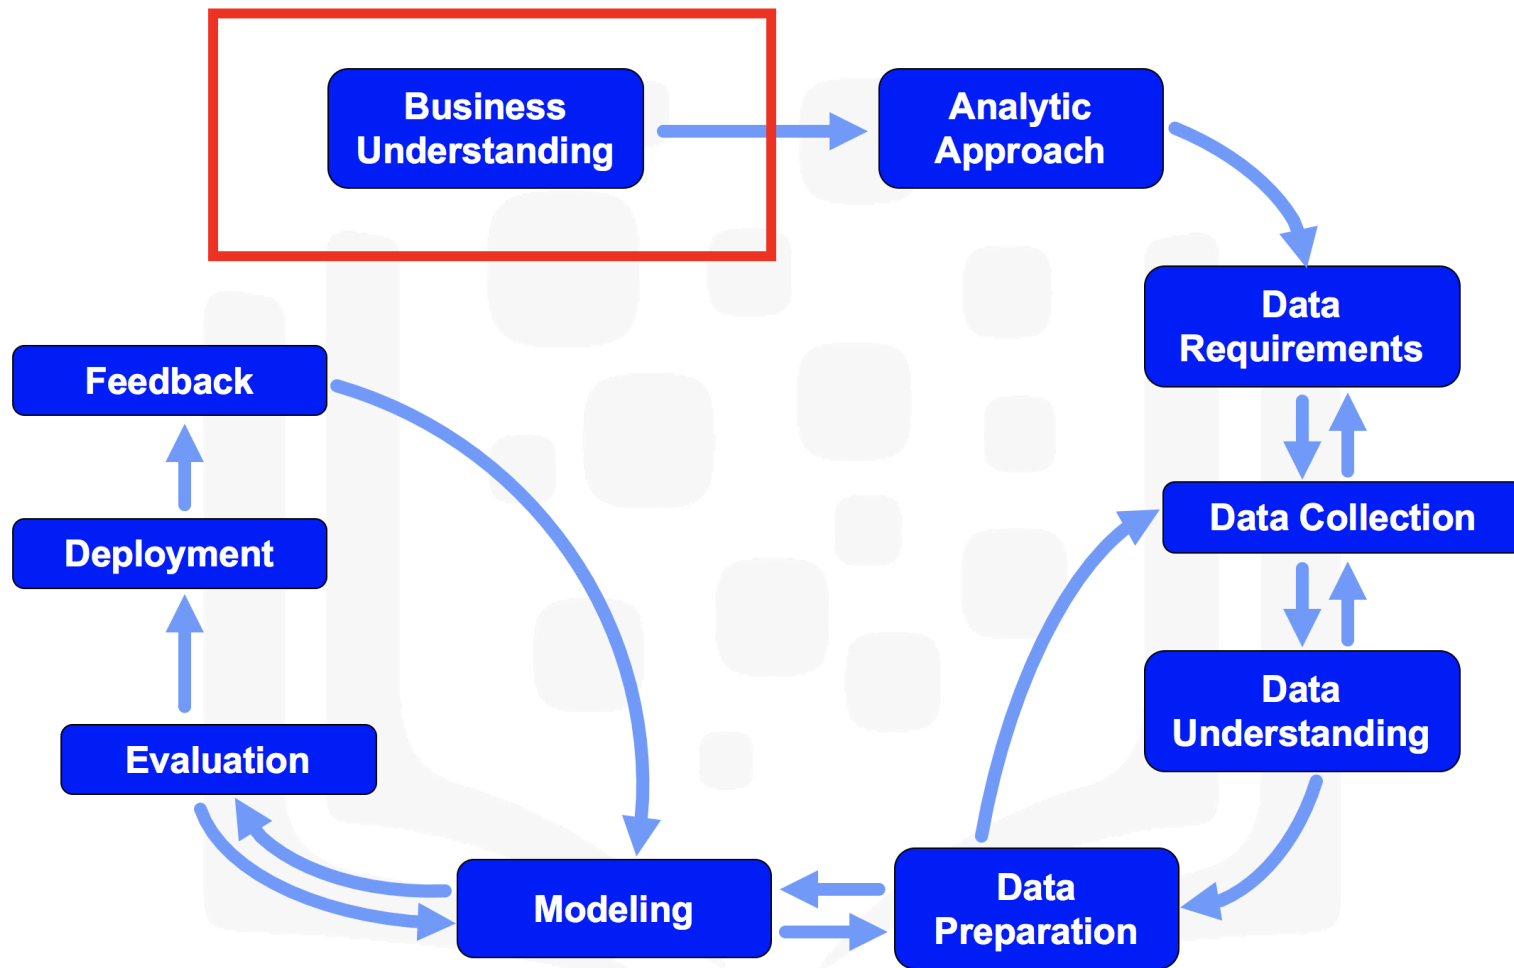 Business
Understanding
Analytic
Approach
Data
Requirements
Feedback
Data Collection
Deployment
Data
Understanding
Evaluation
Modeling
Data
Preparation